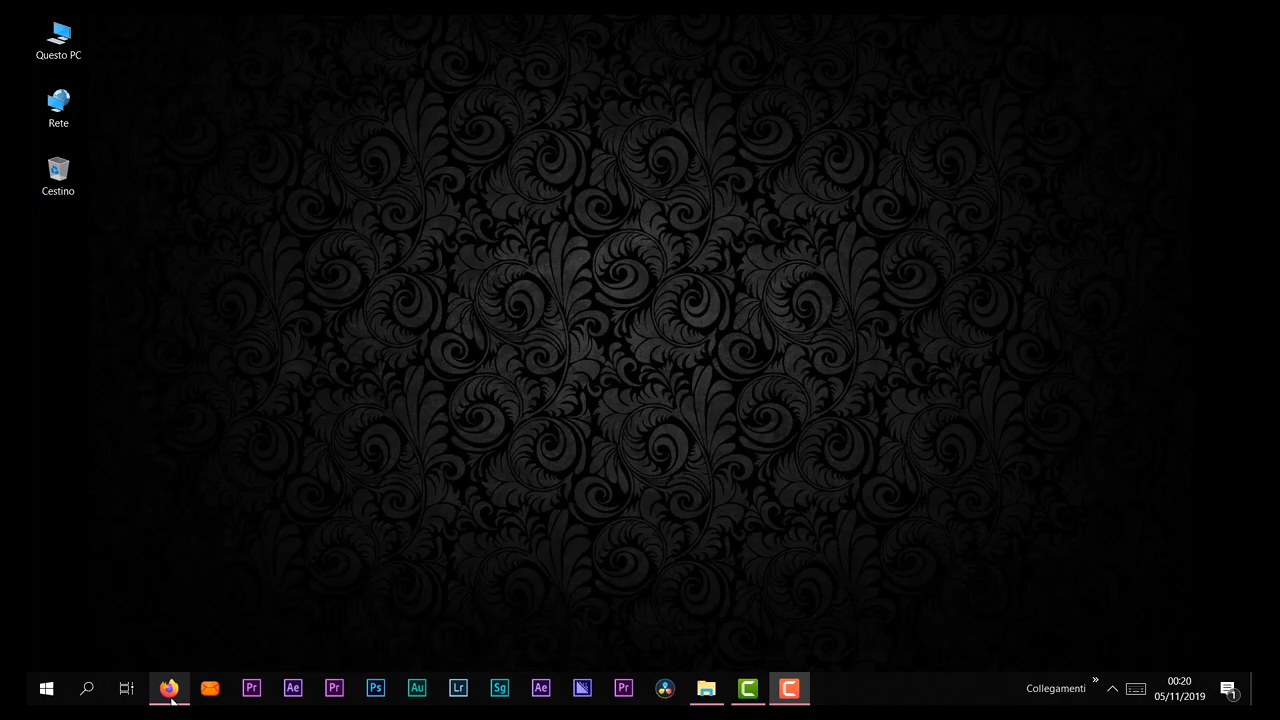 Questo PC
Rete
Cestino
Pr
Ae
Pr
Ps
Au
Lr
Sg
Ae
Pr
C
C
Collegamenti
00:20
05/11/2019
1